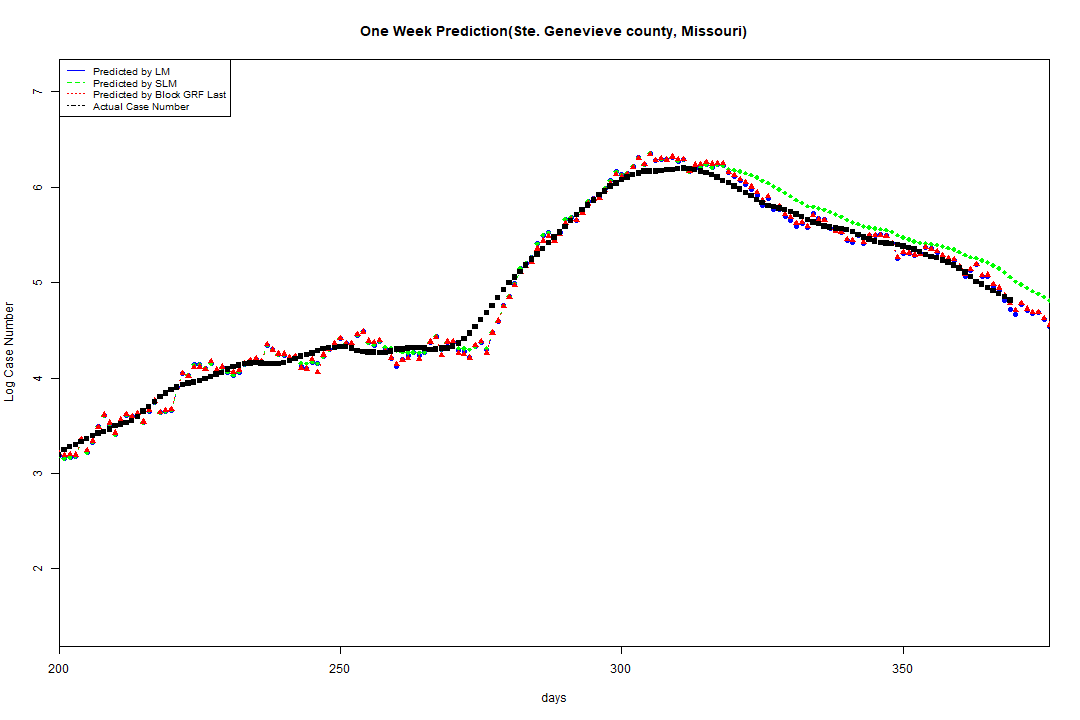 One Week Prediction(Ste. Genevieve county, Missouri)
Predicted by LM
Predicted by SLM
Predicted by Block GRF Last
Actual Case Number
7
6
5
4
3
2
Log Case Number
200 250 300 350
days